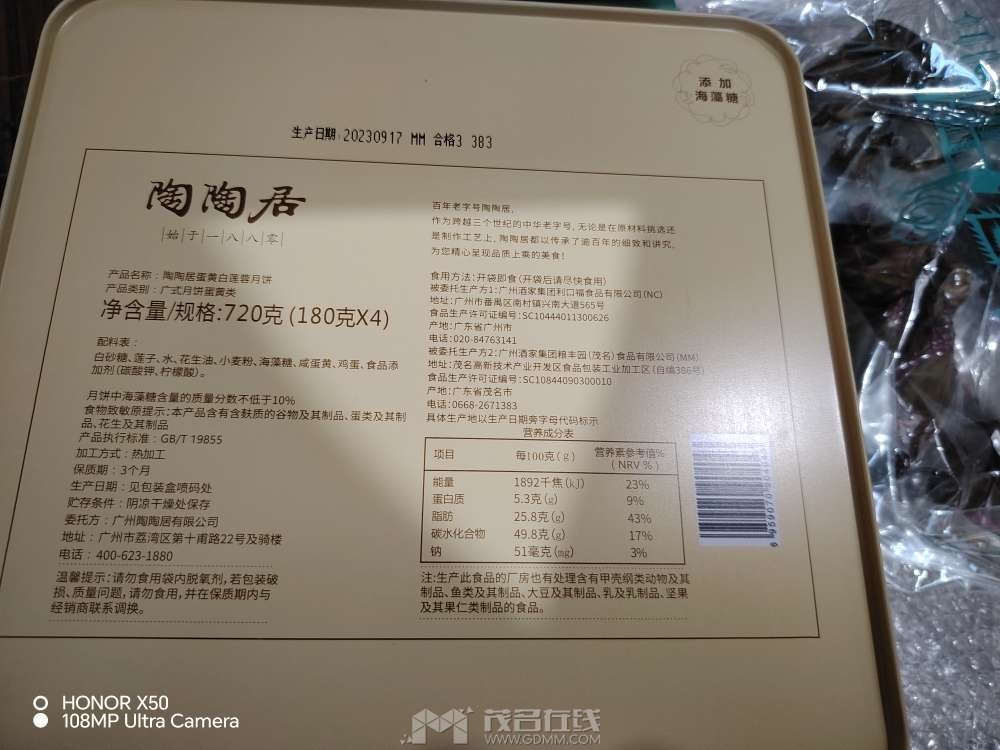 添加
海藻糖
生产日期:20230917 MM 合格3 383
陶陶居
始于一八八零
百年老字号陶陶居，
作为跨越三个世纪的中华老字号，无论是在原材料挑选还
是制作工艺上，陶陶居都以传承了逾百年的细致和讲究，
为您精心呈现品质上乘的美食！
产品名称：陶陶居蛋黄白莲蓉月饼
产品类别：广式月饼蛋黄类
净含量/规格:720克 (180克X4)
配料表：
白砂糖、莲子、水、花生油、小麦粉、海藻糖、咸蛋黄、鸡蛋、食品添
加剂(碳酸钾、柠檬酸)。
月饼中海藻糖含量的质量分数不低于10%
食物致敏原提示:本产品含有含麸质的谷物及其制品、蛋类及其制
品、花生及其制品
产品执行标准：GB/T 19855
加工方式：热加工
保质期：3个月
生产日期：见包装盒喷码处
贮存条件：阴凉干燥处保存
委托方：广州陶陶居有限公司
地址：广州市荔湾区第十甫路22号及骑楼
电话：400-623-1880
温馨提示:请勿食用袋内脱氧剂,若包装破
损、质量问题,请勿食用,并在保质期内与
经销商联系调换。
食用方法:开袋即食(开袋后请尽快食用)
被委托生产方1:广州酒家集团利口福食品有限公司(NC)
地址:广州市番禺区南村镇兴南大道565号
食品生产许可证编号:SC10444011300626
产地:广东省广州市
电话:020-84763141
被委托生产方2:广州酒家集团粮丰园(茂名)食品有限公司(MM)
地址:茂名高新技术产业开发区食品包装工业加工区(自编386号)
食品生产许可证编号:SC10844090300010
产地:广东省茂名市
电话:0668-2671383
具体生产地以生产日期旁字母代码标示
营养成分表
项目 每100克(g) 营养素参考值%
(NRV %)
能量 1892千焦(kJ) 23%
蛋白质 5.3克(g) 9%
脂肪 25.8克(g) 43%
碳水化合物 49.8克(g) 17%
钠 51毫克(mg) 3%
注:生产此食品的厂房也有处理含有甲壳纲类动物及其
制品、鱼类及其制品、大豆及其制品、乳及乳制品、坚果
及其果仁类制品的食品。
HONOR X50
108MP Ultra Camera
茂名在线
WWW.GDMM.COM